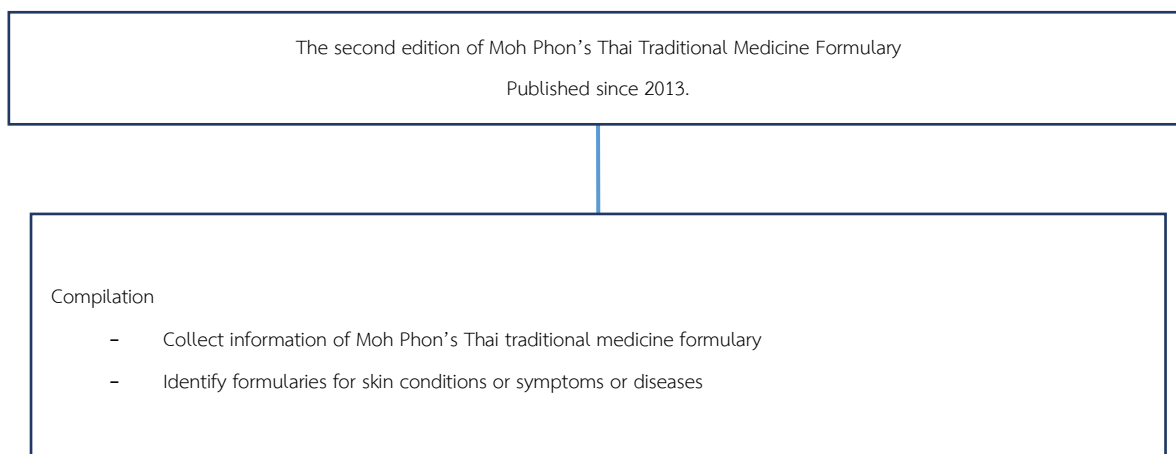 The second edition of Moh Phon’s Thai Traditional Medicine Formulary
Published since 2013.
Compilation
- Collect information of Moh Phon’s Thai traditional medicine formulary
- Identify formularies for skin conditions or symptoms or diseases